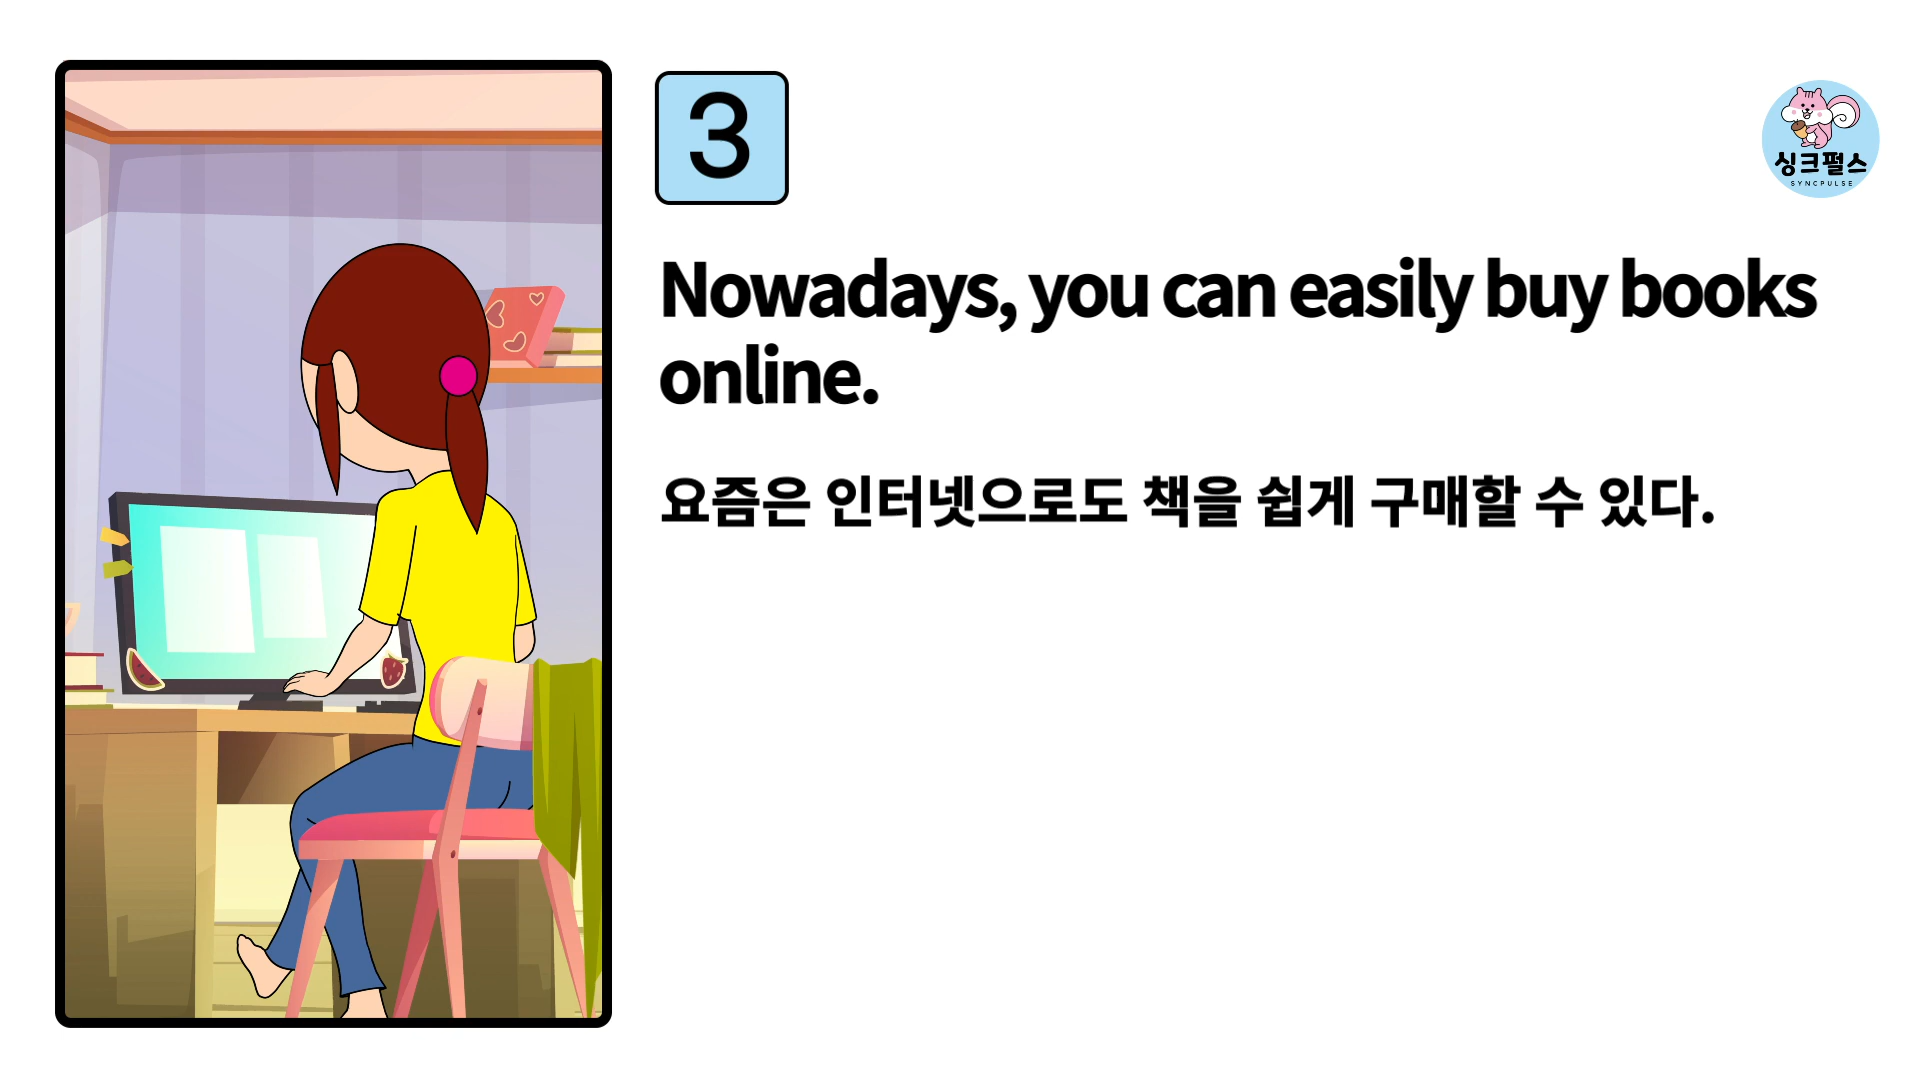 3
싱크펄스
SYNCPULSE
Nowadays, you can easily buy books
online.
요즘은 인터넷으로도 책을 쉽게 구매할 수 있다.